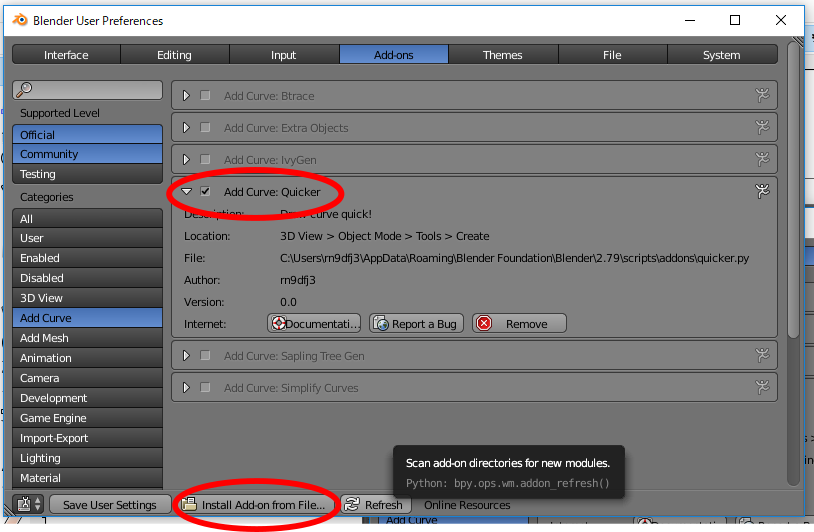 Blender User Preferences
Interface Editing Input Add-ons Themes File System
Supported Level
Official
Community
Testing
Categories
All
User
Enabled
Disabled
3D View
Add Curve
Add Mesh
Animation
Camera
Development
Game Engine
Import-Export
Lighting
Material
Add Curve: Btrace
Add Curve: Extra Objects
Add Curve: IvyGen
Add Curve: Quicker
Description: Draw curve quick!
Location: 3D View > Object Mode > Tools > Create
File: C:\Users\rn9dfj3\AppData\Roaming\Blender Foundation\Blender\2.79\scripts\addons\quicker.py
Author: rn9dfj3
Version: 0.0
Internet: Documentati... Report a Bug Remove
Add Curve: Sapling Tree Gen
Add Curve: Simplify Curves
Scan add-on directories for new modules.
Python: bpy.ops.wm.addon_refresh()
Save User Settings Install Add-on from File... Refresh Online Resources
Add Curve